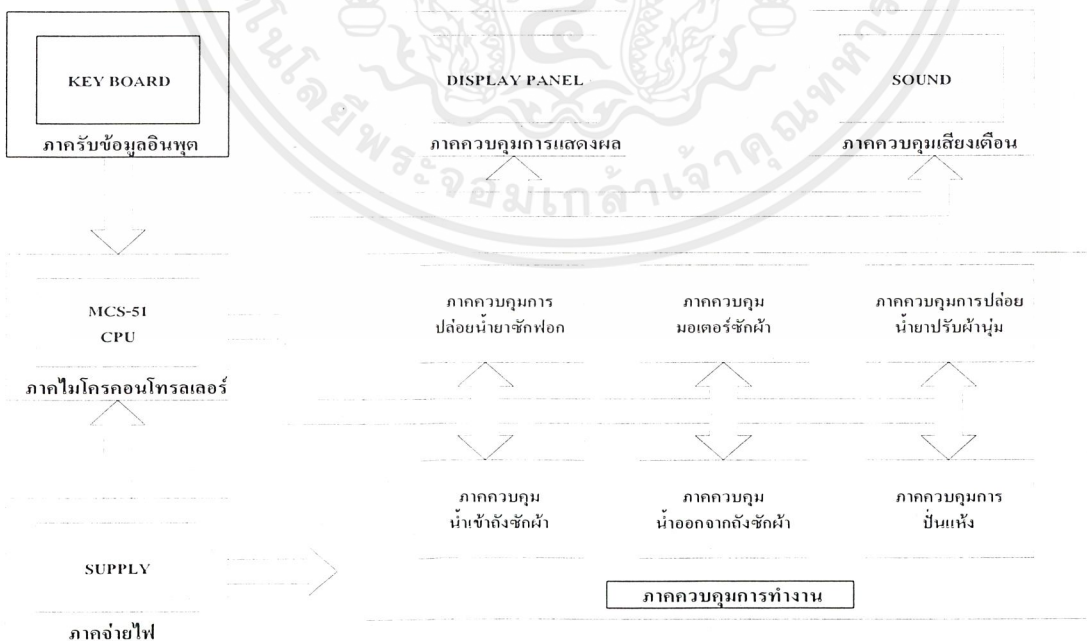 KEY BOARD
ภาครับข้อมูลอินพุต
DISPLAY PANEL
ภาคควบคุมการแสดงผล
SOUND
ภาคควบคุมเสียงเตือน
MCS-51
CPU
ภาคไมโครคอนโทรลเลอร์
ภาคควบคุมการ
ปล่อยน้ำยาซักฟอก
ภาคควบคุม
มอเตอร์ซักผ้า
ภาคควบคุมการปล่อย
น้ำยาปรับผ้านุ่ม
ภาคควบคุม
น้ำเข้าถังซักผ้า
ภาคควบคุม
น้ำออกจากถังซักผ้า
ภาคควบคุมการ
ปั่นแห้ง
SUPPLY
ภาคจ่ายไฟ
ภาคควบคุมการทำงาน